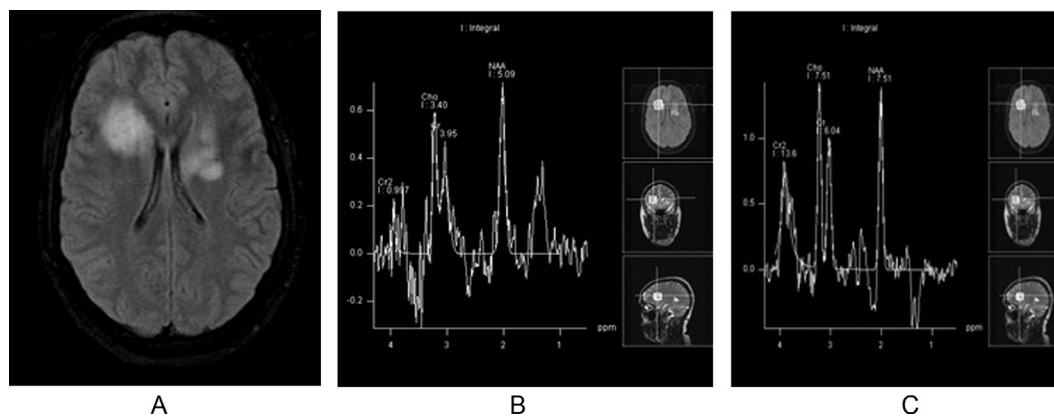 I : Integral
NAA
I : 5.09
Cho
I : 3.40
Cr
3.95
Cr2
I : 0.997
0.6
0.4
0.2
0.0
-0.2
4
3
2
1
ppm
I : Integral
Cho
I : 7.51
NAA
I : 7.51
Cr
6.04
Cr2
I : 13.6
1.0
0.5
0.0
4
3
2
1
ppm
A
B
C